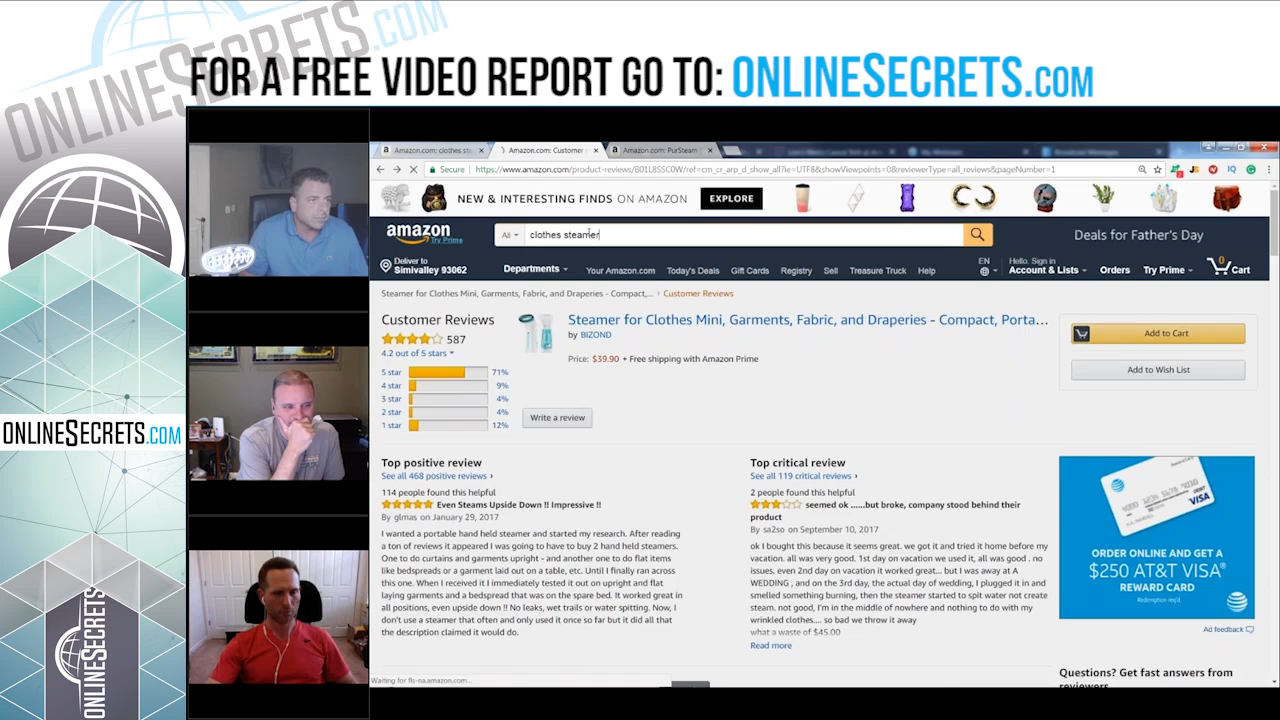 ONLINESECRETS.COM
FOR A FREE VIDEO REPORT GO TO: ONLINESECRETS.COM
ONLINESECRETS.COM
ONLINESECRETS
Amazon.com: clothes ste
Amazon.com: Customer
Amazon.com: PurSteam
Secure
https://www.amazon.com/product-reviews/B01L8SSC0W/ref=cm_cr_arp_d_show_all?ie=UTF8&showViewpoints=0&reviewerType=all_reviews&pageNumber=1
NEW & INTERESTING FINDS ON AMAZON EXPLORE
amazon
Try Prime
All
clothes steamer
Deals for Father's Day
Deliver to
Simivalley 93062
Departments
Your Amazon.com Today's Deals Gift Cards Registry Sell Treasure Truck Help
EN
Hello. Sign in
Account & Lists
Orders
Try Prime
0
Cart
Steamer for Clothes Mini, Garments, Fabric, and Draperies - Compact,... › Customer Reviews
Customer Reviews
587
4.2 out of 5 stars
5 star 71%
4 star 9%
3 star 4%
2 star 4%
1 star 12%
Steamer for Clothes Mini, Garments, Fabric, and Draperies - Compact, Porta...
by BIZOND
Price: $39.90 + Free shipping with Amazon Prime
Write a review
Add to Cart
Add to Wish List
Top positive review
See all 468 positive reviews ›
114 people found this helpful
Even Steams Upside Down !! Impressive !!
By glmas on January 29, 2017
I wanted a portable hand held steamer and started my research. After reading
a ton of reviews it appeared I was going to have to buy 2 hand held steamers.
One to do curtains and garments upright - and another one to do flat items
like bedspreads or a garment laid out on a table, etc. Until I finally ran across
this one. When I received it I immediately tested it out on upright and flat
laying garments and a bedspread that was on the spare bed. It worked great in
all positions, even upside down !! No leaks, wet trails or water spitting. Now, I
don't use a steamer that often and only used it once so far but it did all that
the description claimed it would do.
Top critical review
See all 119 critical reviews ›
2 people found this helpful
seemed ok ......but broke, company stood behind their
product
By sa2so on September 10, 2017
ok I bought this because it seems great. we got it and tried it home before my
vacation. all was very good. 1st day on vacation we used it, all was good . no
issues. even 2nd day on vacation it worked great... but I was away at A
WEDDING , and on the 3rd day, the actual day of wedding, I plugged it in and
smelled something burning, then the steamer started to spit water not create
steam. not good, I'm in the middle of nowhere and nothing to do with my
wrinkled clothes.... so bad we throw it away
what a waste of $45.00
Read more
AT&T
VISA
ORDER ONLINE AND GET A
$250 AT&T VISA®
REWARD CARD
Redemption req'd
Ad feedback
Questions? Get fast answers from
reviewers
Waiting for fls-na.amazon.com...